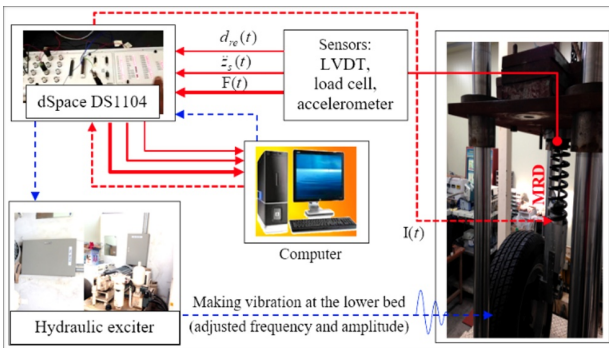 d_re(t)
z̈_s(t)
F(t)
Sensors:
LVDT,
load cell,
accelerometer
dSpace DS1104
MRD
I(t)
Computer
Making vibration at the lower bed
(adjusted frequency and amplitude)
Hydraulic exciter